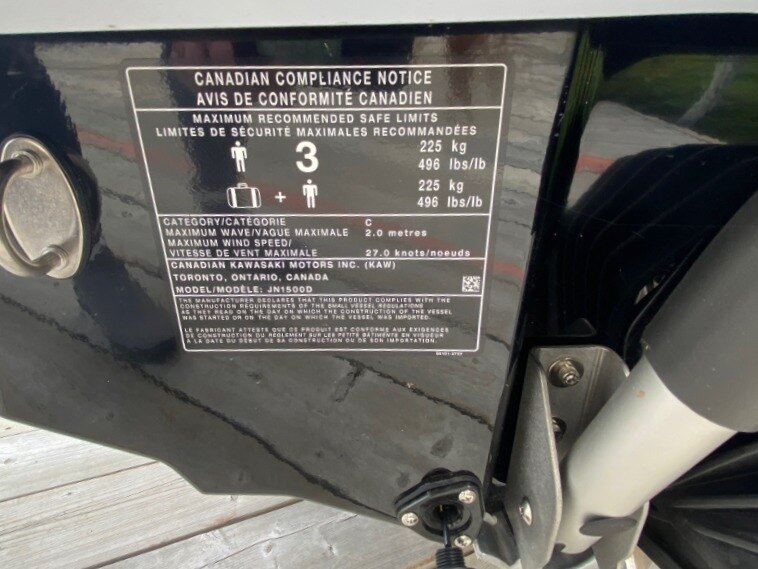 CANADIAN COMPLIANCE NOTICE
AVIS DE CONFORMITÉ CANADIEN
MAXIMUM RECOMMENDED SAFE LIMITS
LIMITES DE SÉCURITÉ MAXIMALES RECOMMANDÉES
3 225 kg
496 lbs/lb
+ 225 kg
496 lbs/lb
CATEGORY/CATÉGORIE C
MAXIMUM WAVE/VAGUE MAXIMALE 2.0 metres
MAXIMUM WIND SPEED/
VITESSE DE VENT MAXIMALE 27.0 knots/noeuds
CANADIAN KAWASAKI MOTORS INC. (KAW)
TORONTO, ONTARIO, CANADA
MODEL/MODÈLE: JN1500D
THE MANUFACTURER DECLARES THAT THIS PRODUCT COMPLIES WITH THE
CONSTRUCTION REQUIREMENTS OF THE SMALL VESSEL REGULATIONS
AS THEY READ ON THE DAY ON WHICH THE CONSTRUCTION OF THE VESSEL
WAS STARTED OR ON THE DAY ON WHICH THE VESSEL WAS IMPORTED.
LE FABRICANT ATTESTE QUE CE PRODUIT EST CONFORME AUX EXIGENCES
DE CONSTRUCTION DU RÈGLEMENT SUR LES PETITS BÂTIMENTS EN VIGUEUR
A LA DATE DU DÉBUT DE SA CONSTRUCTION OU DE SON IMPORTATION.